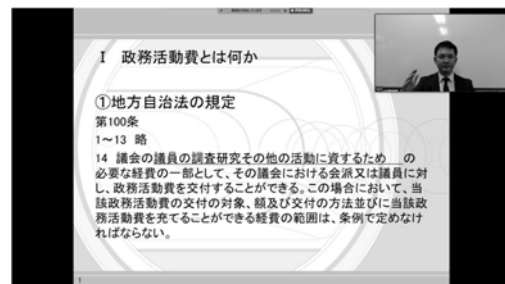 Ⅰ 政務活動費とは何か
①地方自治法の規定
第100条
1～13 略
14 議会の議員の調査研究その他の活動に資するため の
必要な経費の一部として、その議会における会派又は議員に対
し、政務活動費を交付することができる。この場合において、当
該政務活動費の交付の対象、額及び交付の方法並びに当該政
務活動費を充てることができる経費の範囲は、条例で定めなけ
ればならない。
1